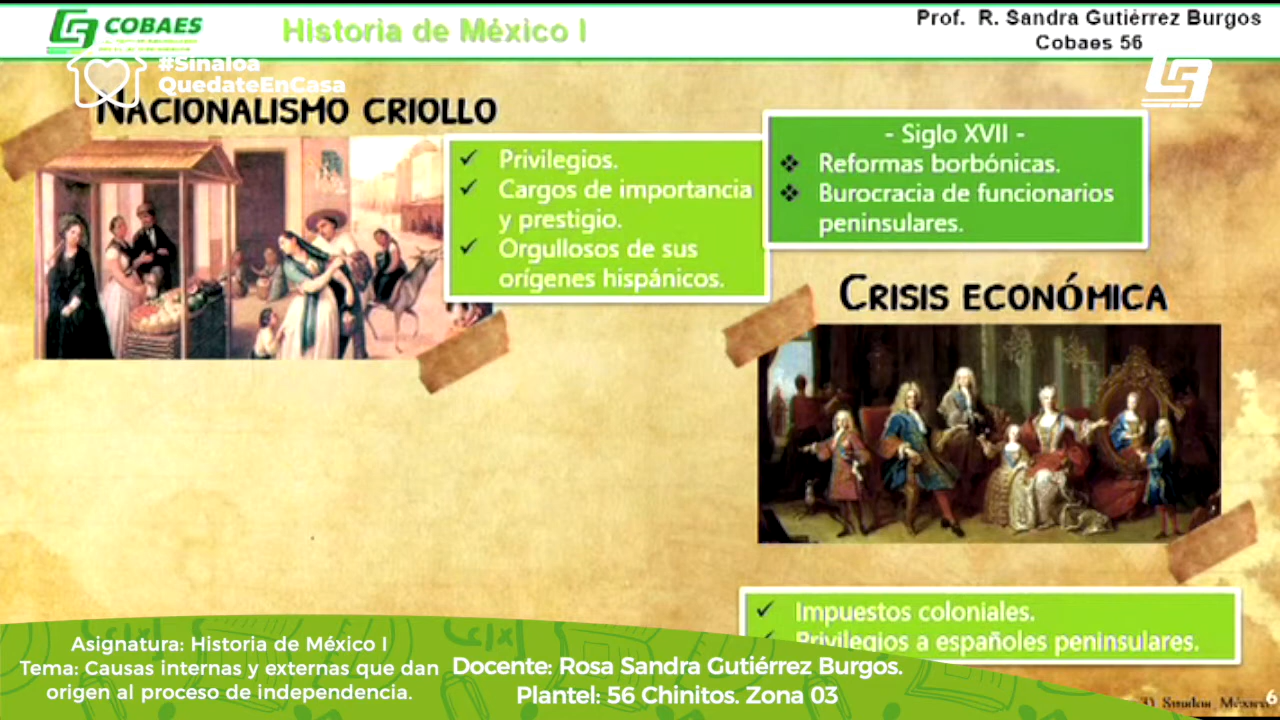 COBAES
Historia de México I
Prof. R. Sandra Gutiérrez Burgos
Cobaes 56
#Sinaloa
QuedateEnCasa
NACIONALISMO CRIOLLO
✓ Privilegios.
✓ Cargos de importancia
y prestigio.
✓ Orgullosos de sus
orígenes hispánicos.
- Siglo XVII -
❖ Reformas borbónicas.
❖ Burocracia de funcionarios
peninsulares.
CRISIS ECONÓMICA
✓ Impuestos coloniales.
✓ Privilegios a españoles peninsulares.
Asignatura: Historia de México I
Tema: Causas internas y externas que dan
origen al proceso de independencia.
Docente: Rosa Sandra Gutiérrez Burgos.
Plantel: 56 Chinitos. Zona 03
Sinaloa, México
6